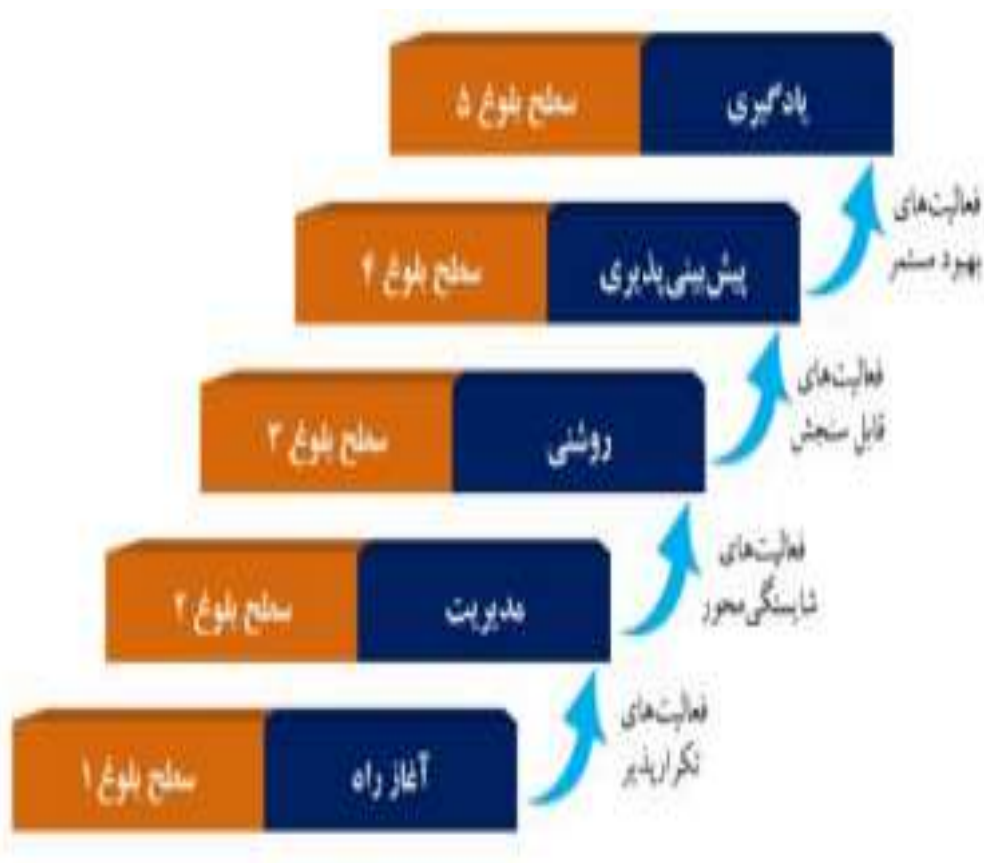 یادگیری سطح بلوغ ۵
فعالیت‌های
بهبود مستمر
پیش‌بینی‌پذیری سطح بلوغ ۴
فعالیت‌های
قابل سنجش
روشنی سطح بلوغ ۳
فعالیت‌های
شایستگی‌محور
مدیریت سطح بلوغ ۲
فعالیت‌های
تکرارپذیر
آغاز راه سطح بلوغ ۱